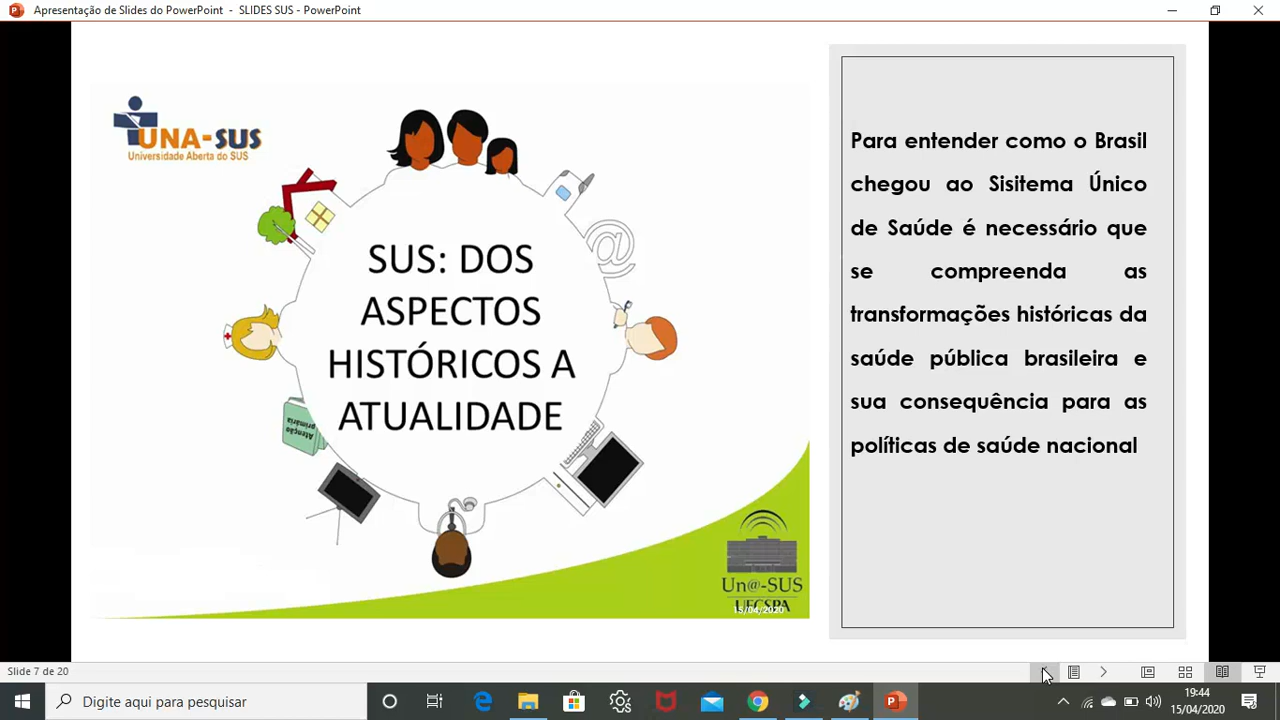 Apresentação de Slides do PowerPoint - SLIDES SUS - PowerPoint
UNA-SUS
Universidade Aberta do SUS
SUS: DOS
ASPECTOS
HISTÓRICOS A
ATUALIDADE
@
Atenção
primária
Un@-SUS
UFCSPA
15/04/2020
Para entender como o Brasil
chegou ao Sisitema Único
de Saúde é necessário que
se compreenda as
transformações históricas da
saúde pública brasileira e
sua consequência para as
políticas de saúde nacional
Slide 7 de 20
Digite aqui para pesquisar
19:44
15/04/2020